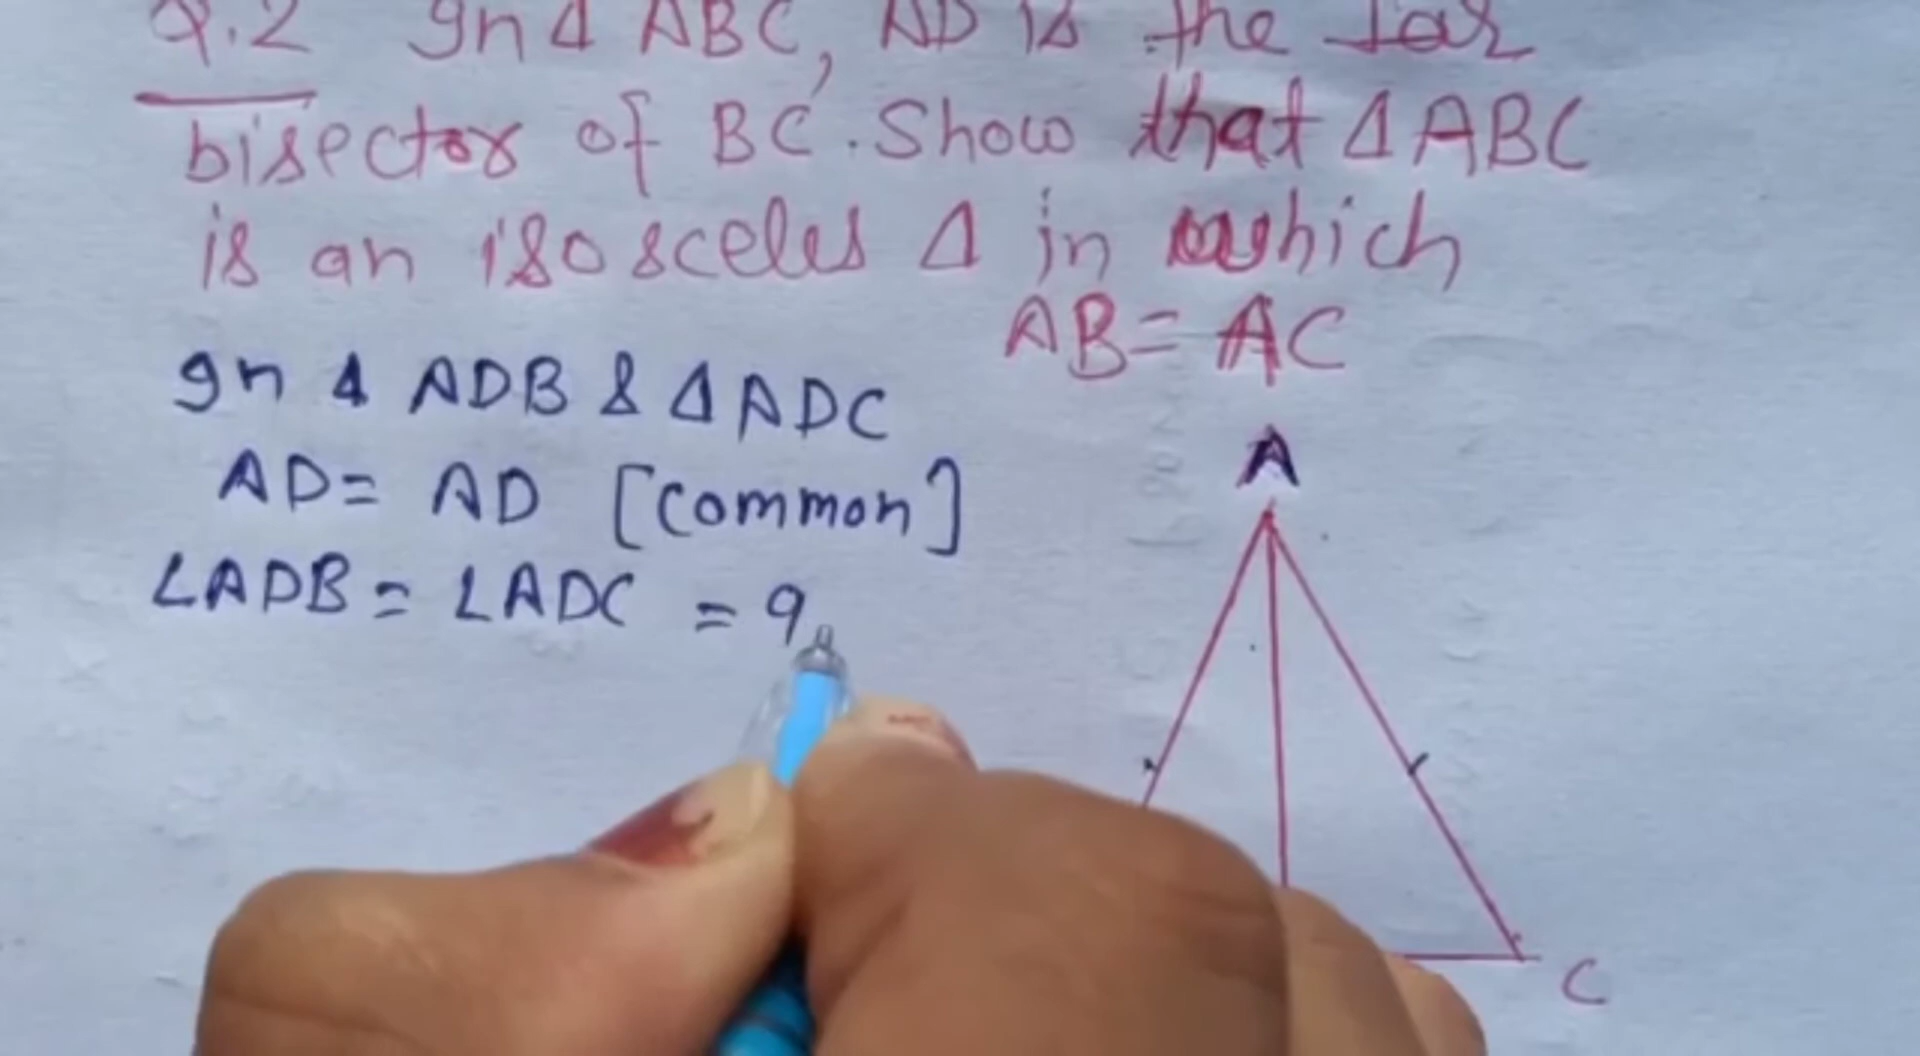 Q.2 In Δ ABC, AD is the ⊥ar
bisector of BC. Show that Δ ABC
is an isosceles Δ in which
AB = AC
In Δ ADB & Δ ADC
AD = AD [Common]
∠ADB = ∠ADC = 9
A
C